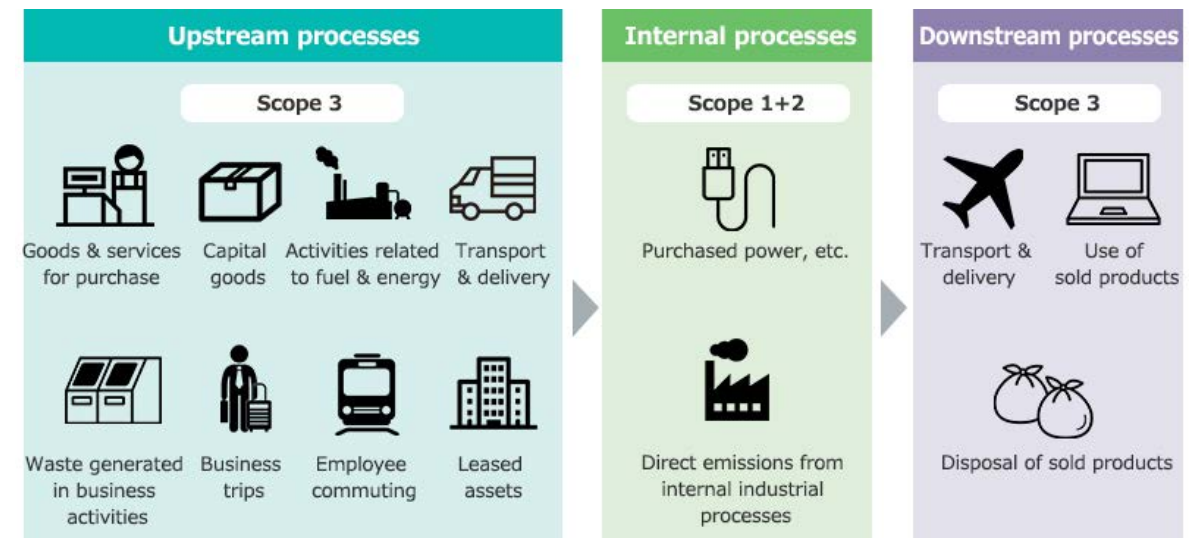 Upstream processes
Scope 3
Goods & services
for purchase
Capital
goods
Activities related
to fuel & energy
Transport
& delivery
Waste generated
in business
activities
Business
trips
Employee
commuting
Leased
assets
Internal processes
Scope 1+2
Purchased power, etc.
Direct emissions from
internal industrial
processes
Downstream processes
Scope 3
Transport &
delivery
Use of
sold products
Disposal of sold products